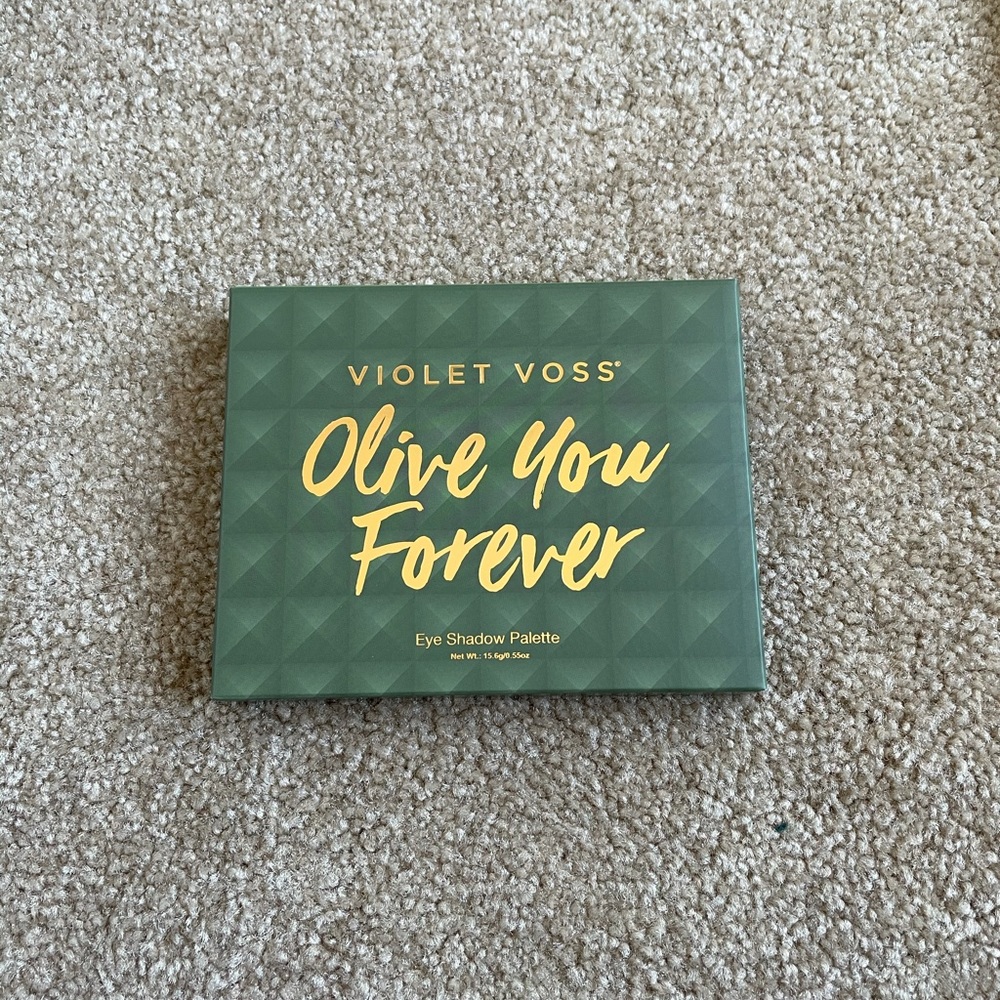 VIOLET VOSS®
Olive You
Forever
Eye Shadow Palette
Net Wt.: 15.6g/0.55oz